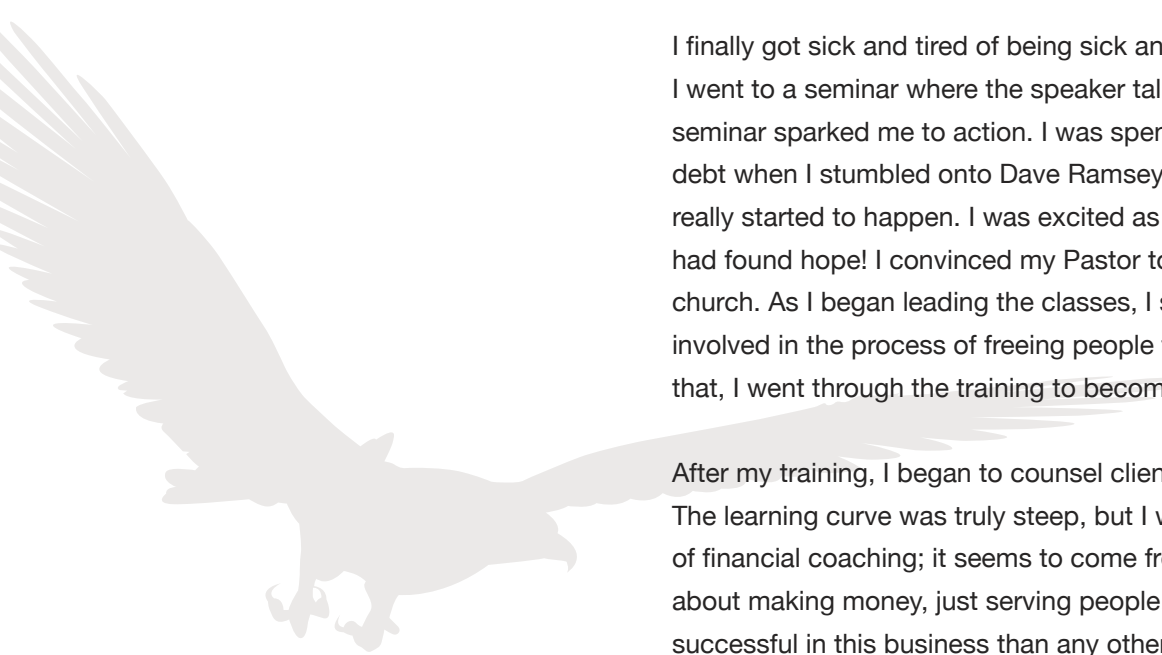 I finally got sick and tired of being sick an
I went to a seminar where the speaker tal
seminar sparked me to action. I was spen
debt when I stumbled onto Dave Ramsey
really started to happen. I was excited as
had found hope! I convinced my Pastor to
church. As I began leading the classes, I s
involved in the process of freeing people
that, I went through the training to becom
After my training, I began to counsel clien
The learning curve was truly steep, but I w
of financial coaching; it seems to come fr
about making money, just serving people
successful in this business than any other